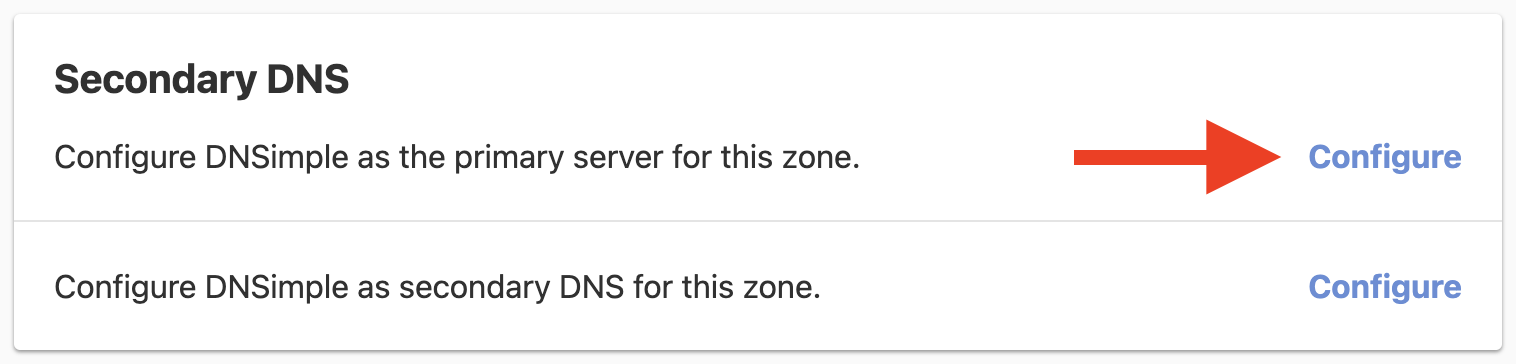 Secondary DNS
Configure DNSimple as the primary server for this zone. Configure
Configure DNSimple as secondary DNS for this zone. Configure